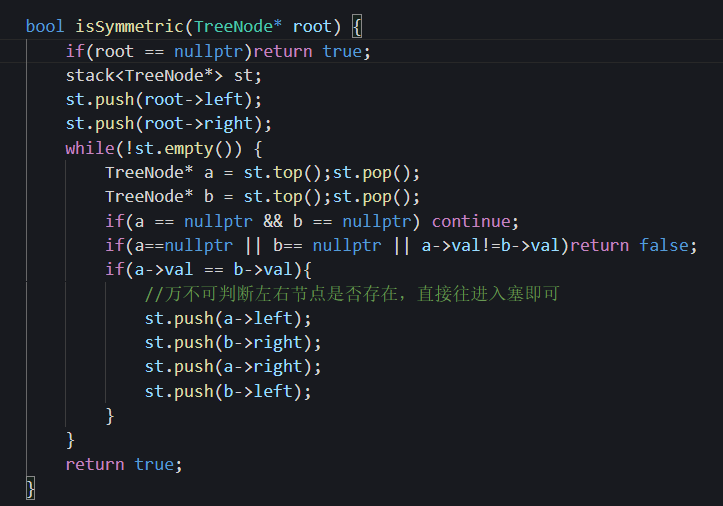 bool isSymmetric(TreeNode* root) {
    if(root == nullptr)return true;
    stack<TreeNode*> st;
    st.push(root->left);
    st.push(root->right);
    while(!st.empty()) {
        TreeNode* a = st.top();st.pop();
        TreeNode* b = st.top();st.pop();
        if(a == nullptr && b == nullptr) continue;
        if(a==nullptr || b== nullptr || a->val!=b->val)return false;
        if(a->val == b->val){
            //万不可判断左右节点是否存在，直接往进入塞即可
            st.push(a->left);
            st.push(b->right);
            st.push(a->right);
            st.push(b->left);
        }
    }
    return true;
}